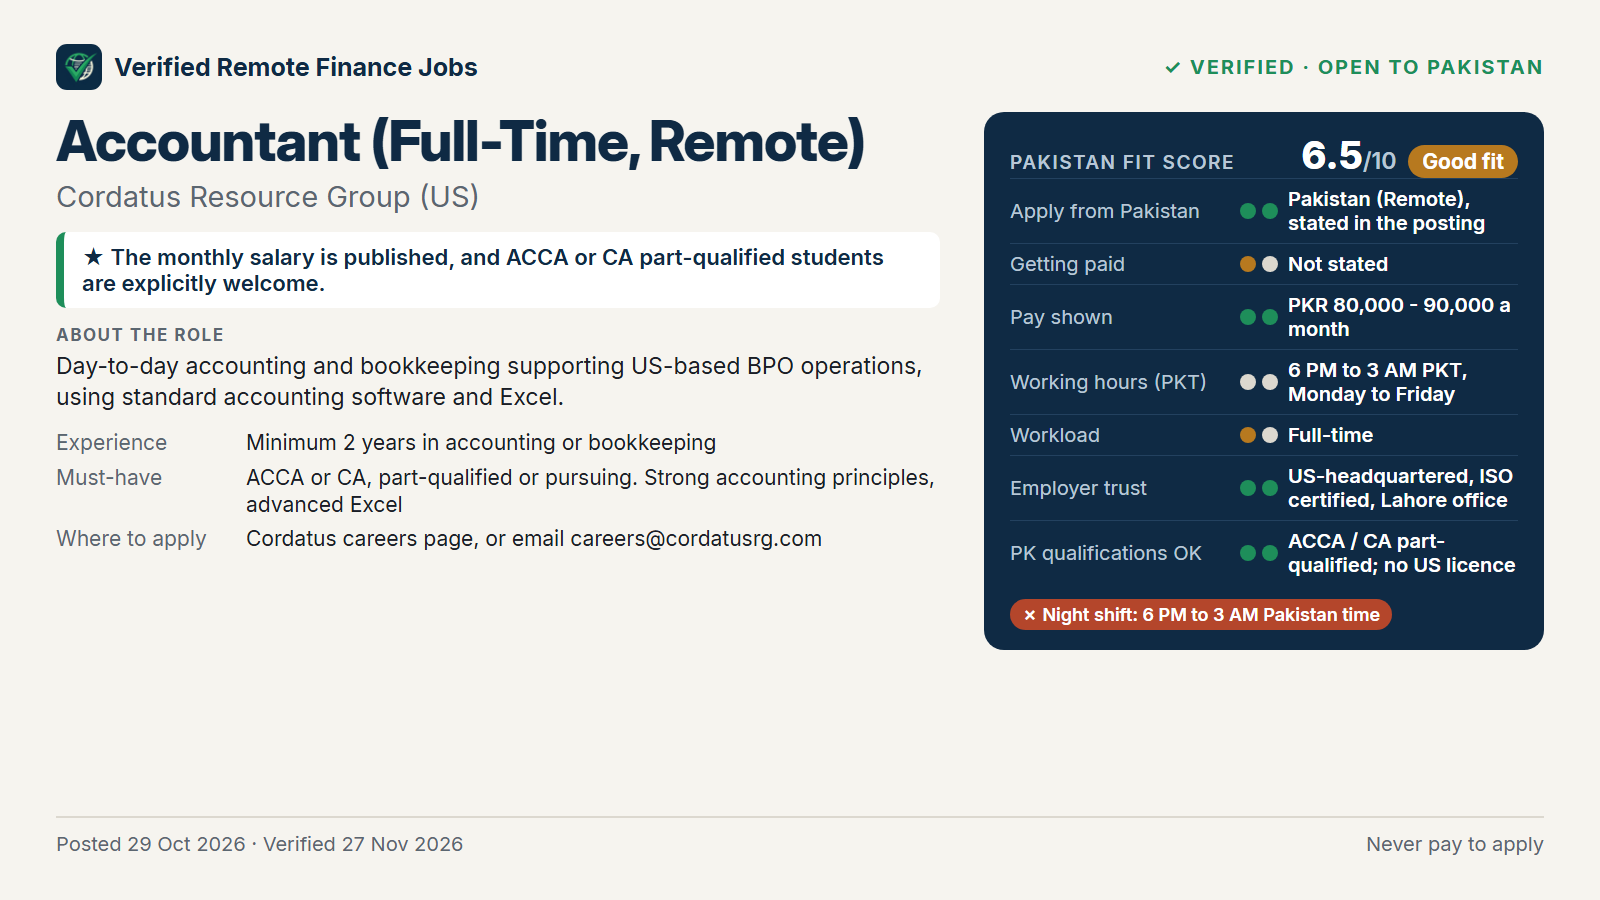 Verified Remote Finance Jobs
✓ VERIFIED · OPEN TO PAKISTAN
Accountant (Full-Time, Remote)
Cordatus Resource Group (US)
★ The monthly salary is published, and ACCA or CA part-qualified students
are explicitly welcome.
ABOUT THE ROLE
Day-to-day accounting and bookkeeping supporting US-based BPO operations,
using standard accounting software and Excel.
Experience Minimum 2 years in accounting or bookkeeping
Must-have ACCA or CA, part-qualified or pursuing. Strong accounting principles,
advanced Excel
Where to apply Cordatus careers page, or email careers@cordatusrg.com
PAKISTAN FIT SCORE 6.5/10 Good fit
Apply from Pakistan Pakistan (Remote),
stated in the posting
Getting paid Not stated
Pay shown PKR 80,000 - 90,000 a
month
Working hours (PKT) 6 PM to 3 AM PKT,
Monday to Friday
Workload Full-time
Employer trust US-headquartered, ISO
certified, Lahore office
PK qualifications OK ACCA / CA part-
qualified; no US licence
× Night shift: 6 PM to 3 AM Pakistan time
Posted 29 Oct 2026 · Verified 27 Nov 2026
Never pay to apply